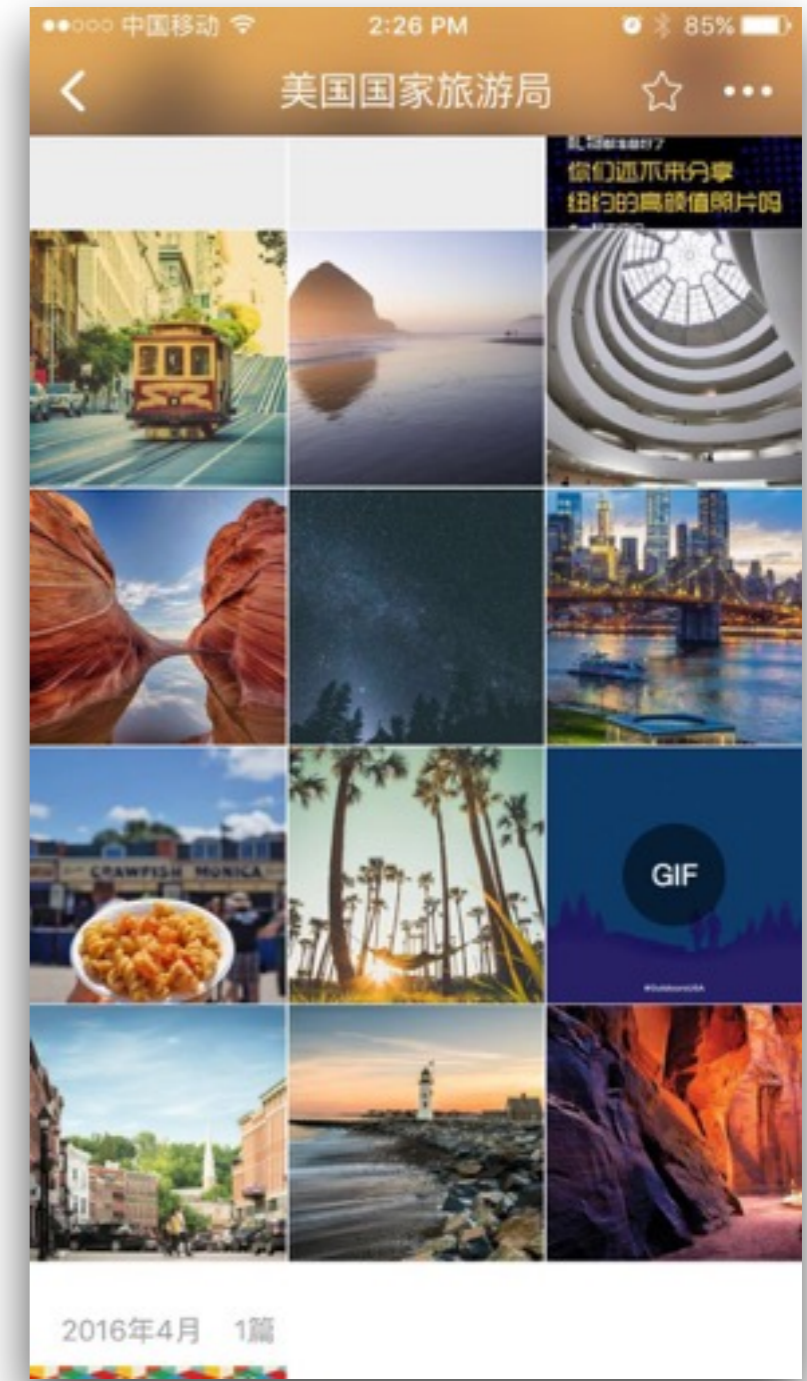 中国移动 2:26 PM 85%
美国国家旅游局
你们还不来分享
纽约的高颜值照片吗
CRAWFISH MONICA
GIF
#OutdoorsUSA
2016年4月 1篇